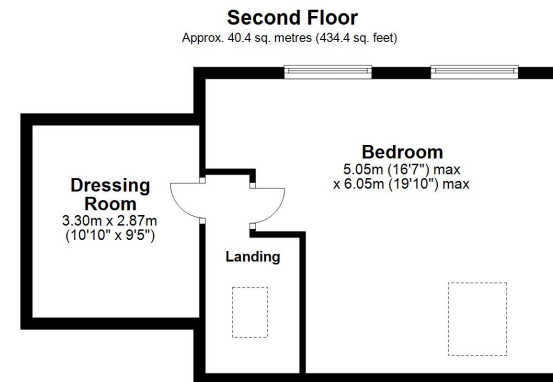 Second Floor
Approx. 40.4 sq. metres (434.4 sq. feet)
Bedroom
5.05m (16'7") max
x 6.05m (19'10") max
Dressing
Room
3.30m x 2.87m
(10'10" x 9'5")
Landing